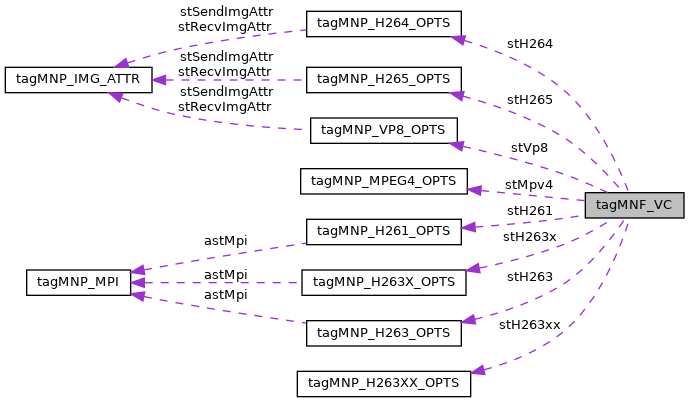 stSendImgAttr
stRecvImgAttr
tagMNP_H264_OPTS
stH264
stSendImgAttr
stRecvImgAttr
tagMNP_IMG_ATTR
tagMNP_H265_OPTS
stH265
stSendImgAttr
stRecvImgAttr
tagMNP_VP8_OPTS
stVp8
tagMNP_MPEG4_OPTS
stMpv4
tagMNF_VC
stH261
tagMNP_H261_OPTS
astMpi
stH263x
tagMNP_MPI
astMpi
tagMNP_H263X_OPTS
stH263
astMpi
tagMNP_H263_OPTS
stH263xx
tagMNP_H263XX_OPTS